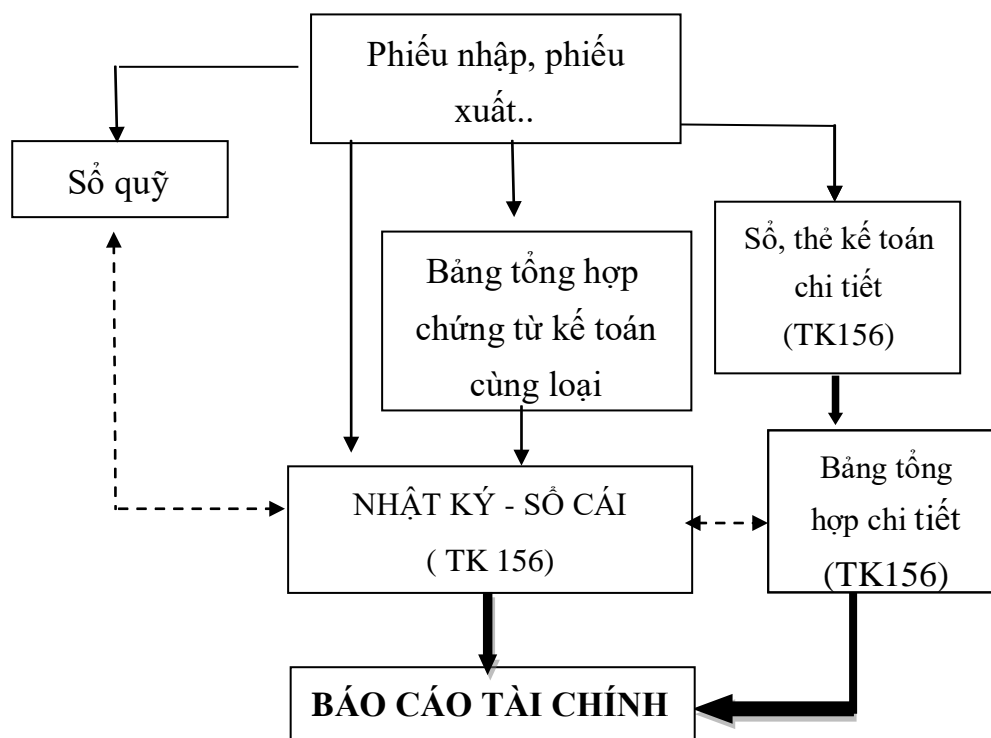 Phiếu nhập, phiếu
xuất..
Sổ quỹ
Sổ, thẻ kế toán
chi tiết
(TK156)
Bảng tổng hợp
chứng từ kế toán
cùng loại
Bảng tổng
hợp chi tiết
(TK156)
NHẬT KÝ - SỔ CÁI
( TK 156)
BÁO CÁO TÀI CHÍNH